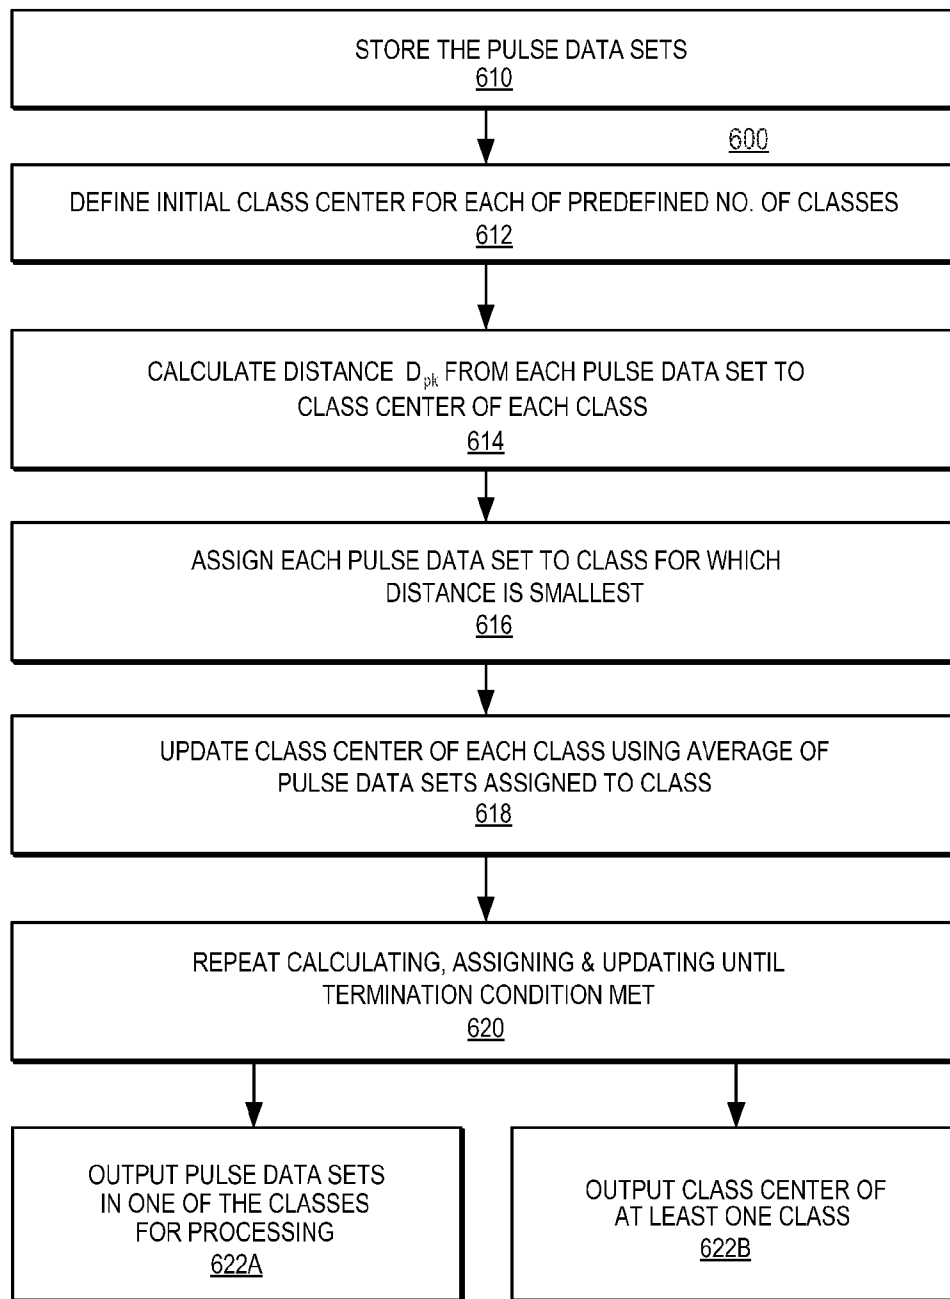 STORE THE PULSE DATA SETS
610
600
DEFINE INITIAL CLASS CENTER FOR EACH OF PREDEFINED NO. OF CLASSES
612
CALCULATE DISTANCE D_pk FROM EACH PULSE DATA SET TO
CLASS CENTER OF EACH CLASS
614
ASSIGN EACH PULSE DATA SET TO CLASS FOR WHICH
DISTANCE IS SMALLEST
616
UPDATE CLASS CENTER OF EACH CLASS USING AVERAGE OF
PULSE DATA SETS ASSIGNED TO CLASS
618
REPEAT CALCULATING, ASSIGNING & UPDATING UNTIL
TERMINATION CONDITION MET
620
OUTPUT PULSE DATA SETS
IN ONE OF THE CLASSES
FOR PROCESSING
622A
OUTPUT CLASS CENTER OF
AT LEAST ONE CLASS
622B